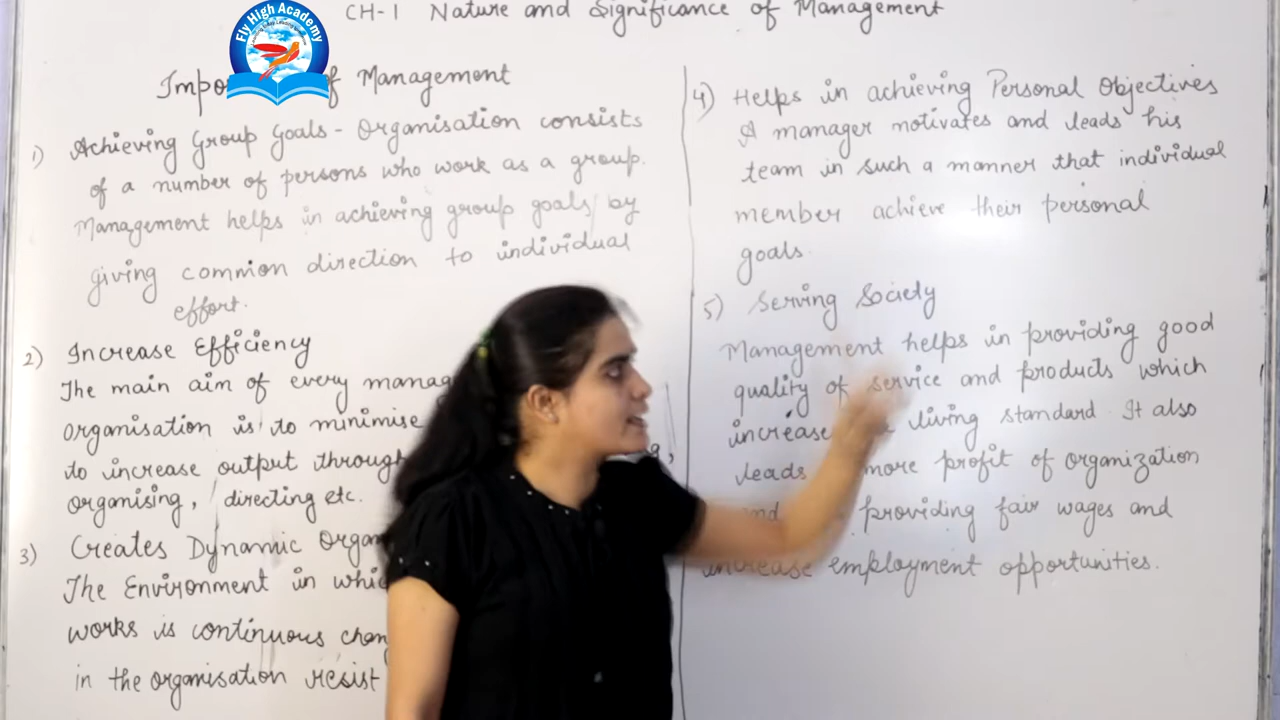 CH-1 Nature and Significance of Management
Fly High Academy
Impo f Management
1) Achieving Group Goals - Organisation consists
of a number of persons who work as a group.
Management helps in achieving group goals by
giving common direction to individual
effort.
2) Increase Efficiency
The main aim of every manag
organisation is to minimise
to increase output through
organising, directing etc.
3) Creates Dynamic Organ
The Environment in whic
works is continuous chan
in the organisation resist
4) Helps in achieving Personal Objectives
A manager motivates and leads his
team in such a manner that individual
member achieve their personal
goals.
5) Serving Society
Management helps in providing good
quality of service and products which
increase living standard. It also
leads more profit of organization
and providing fair wages and
increase employment opportunities.